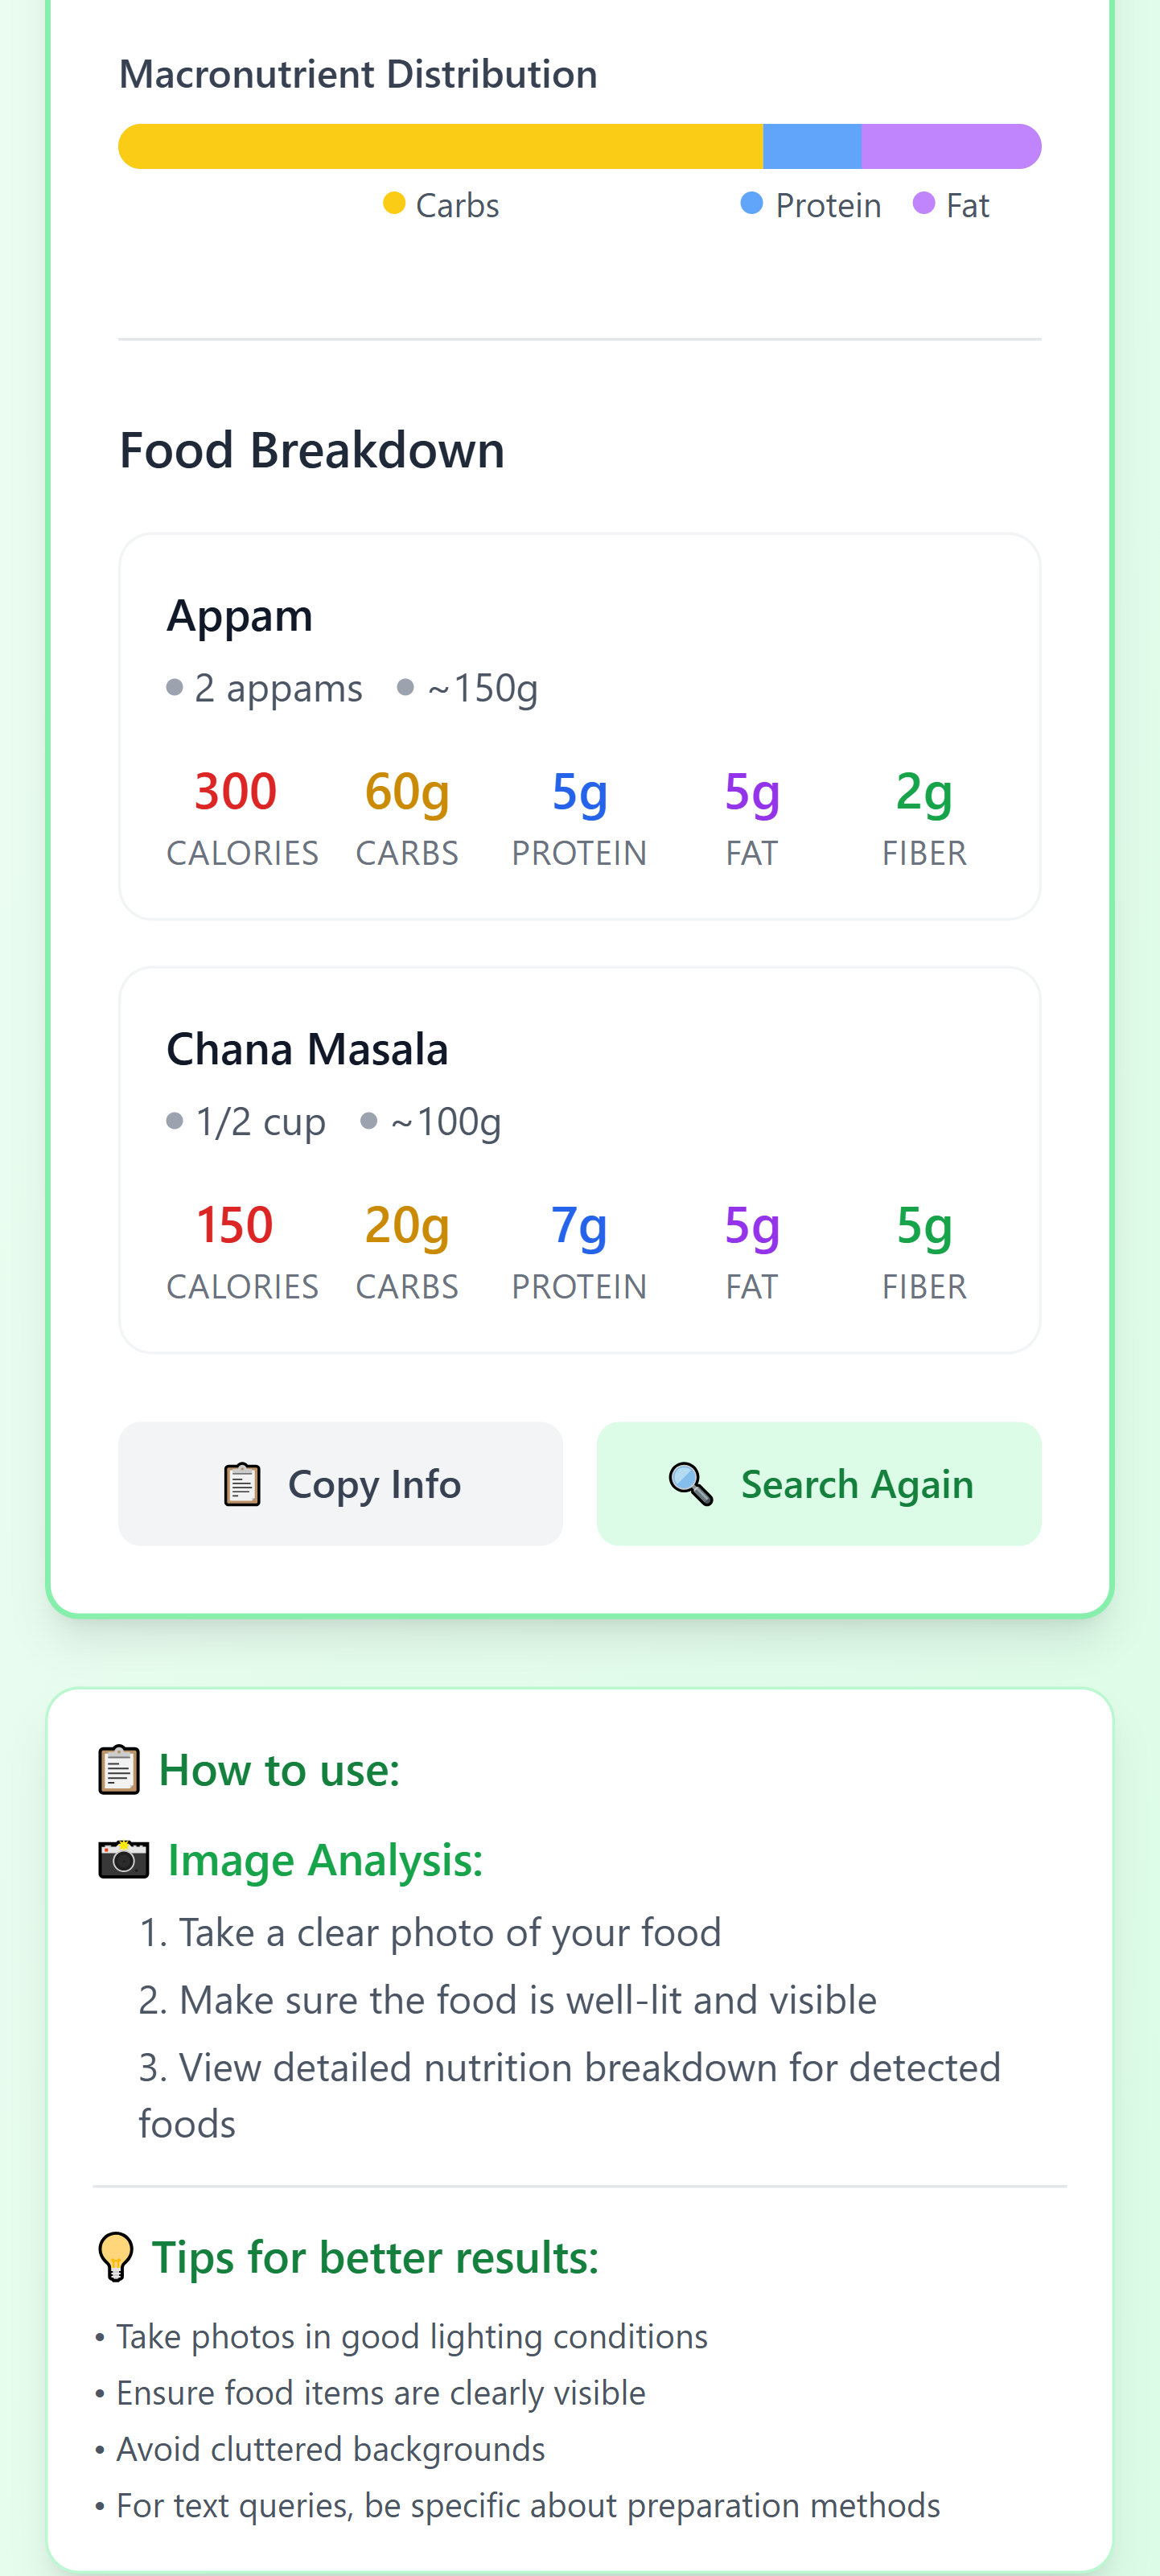 Macronutrient Distribution
Carbs Protein Fat
Food Breakdown
Appam
2 appams ~150g
300 60g 5g 5g 2g
CALORIES CARBS PROTEIN FAT FIBER
Chana Masala
1/2 cup ~100g
150 20g 7g 5g 5g
CALORIES CARBS PROTEIN FAT FIBER
Copy Info Search Again
How to use:
Image Analysis:
1. Take a clear photo of your food
2. Make sure the food is well-lit and visible
3. View detailed nutrition breakdown for detected
foods
Tips for better results:
• Take photos in good lighting conditions
• Ensure food items are clearly visible
• Avoid cluttered backgrounds
• For text queries, be specific about preparation methods